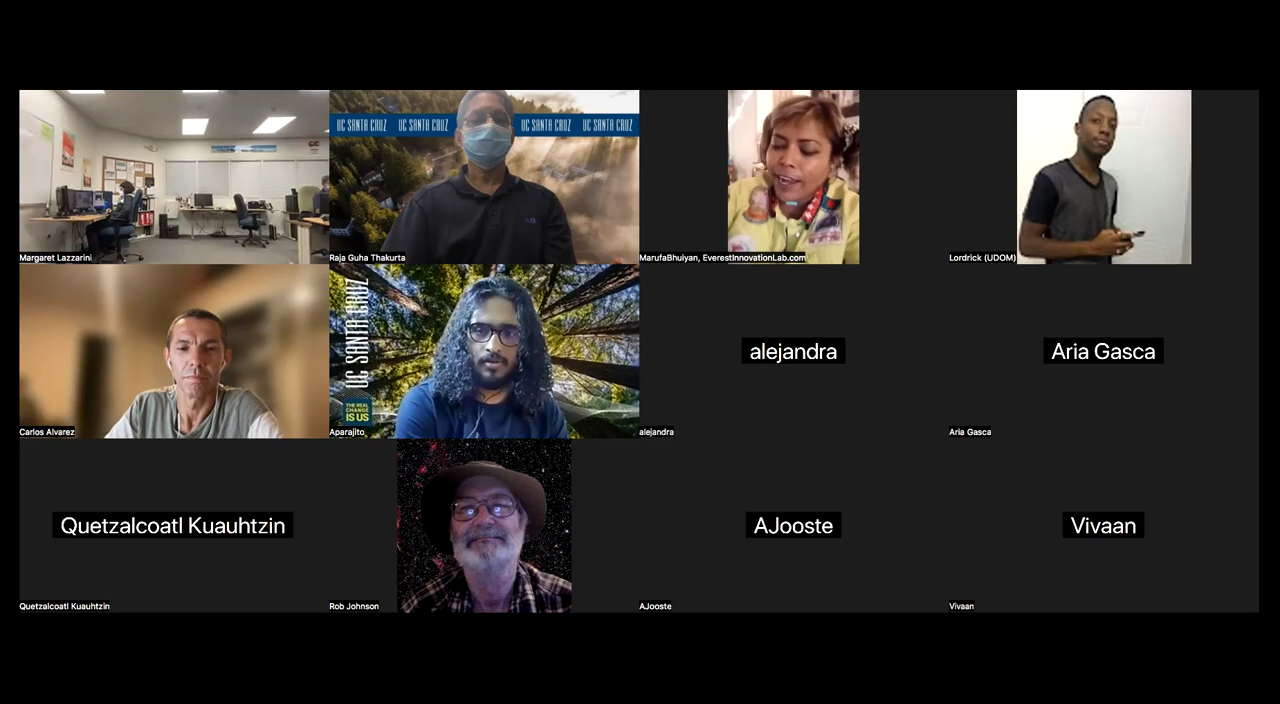 UC SANTA CRUZ UC SANTA CRUZ UC SANTA CRUZ UC SANTA CRUZ
Margaret Lazzarini
Raja Guha Thakurta
MarufaBhuiyan, EverestInnovationLab.com
Lordrick (UDOM)
UC SANTA CRUZ
THE REAL
CHANGE
IS US
alejandra
Aria Gasca
Carlos Alvarez
Aparajito
alejandra
Aria Gasca
Quetzalcoatl Kuauhtzin
AJooste
Vivaan
Quetzalcoatl Kuauhtzin
Rob Johnson
AJooste
Vivaan